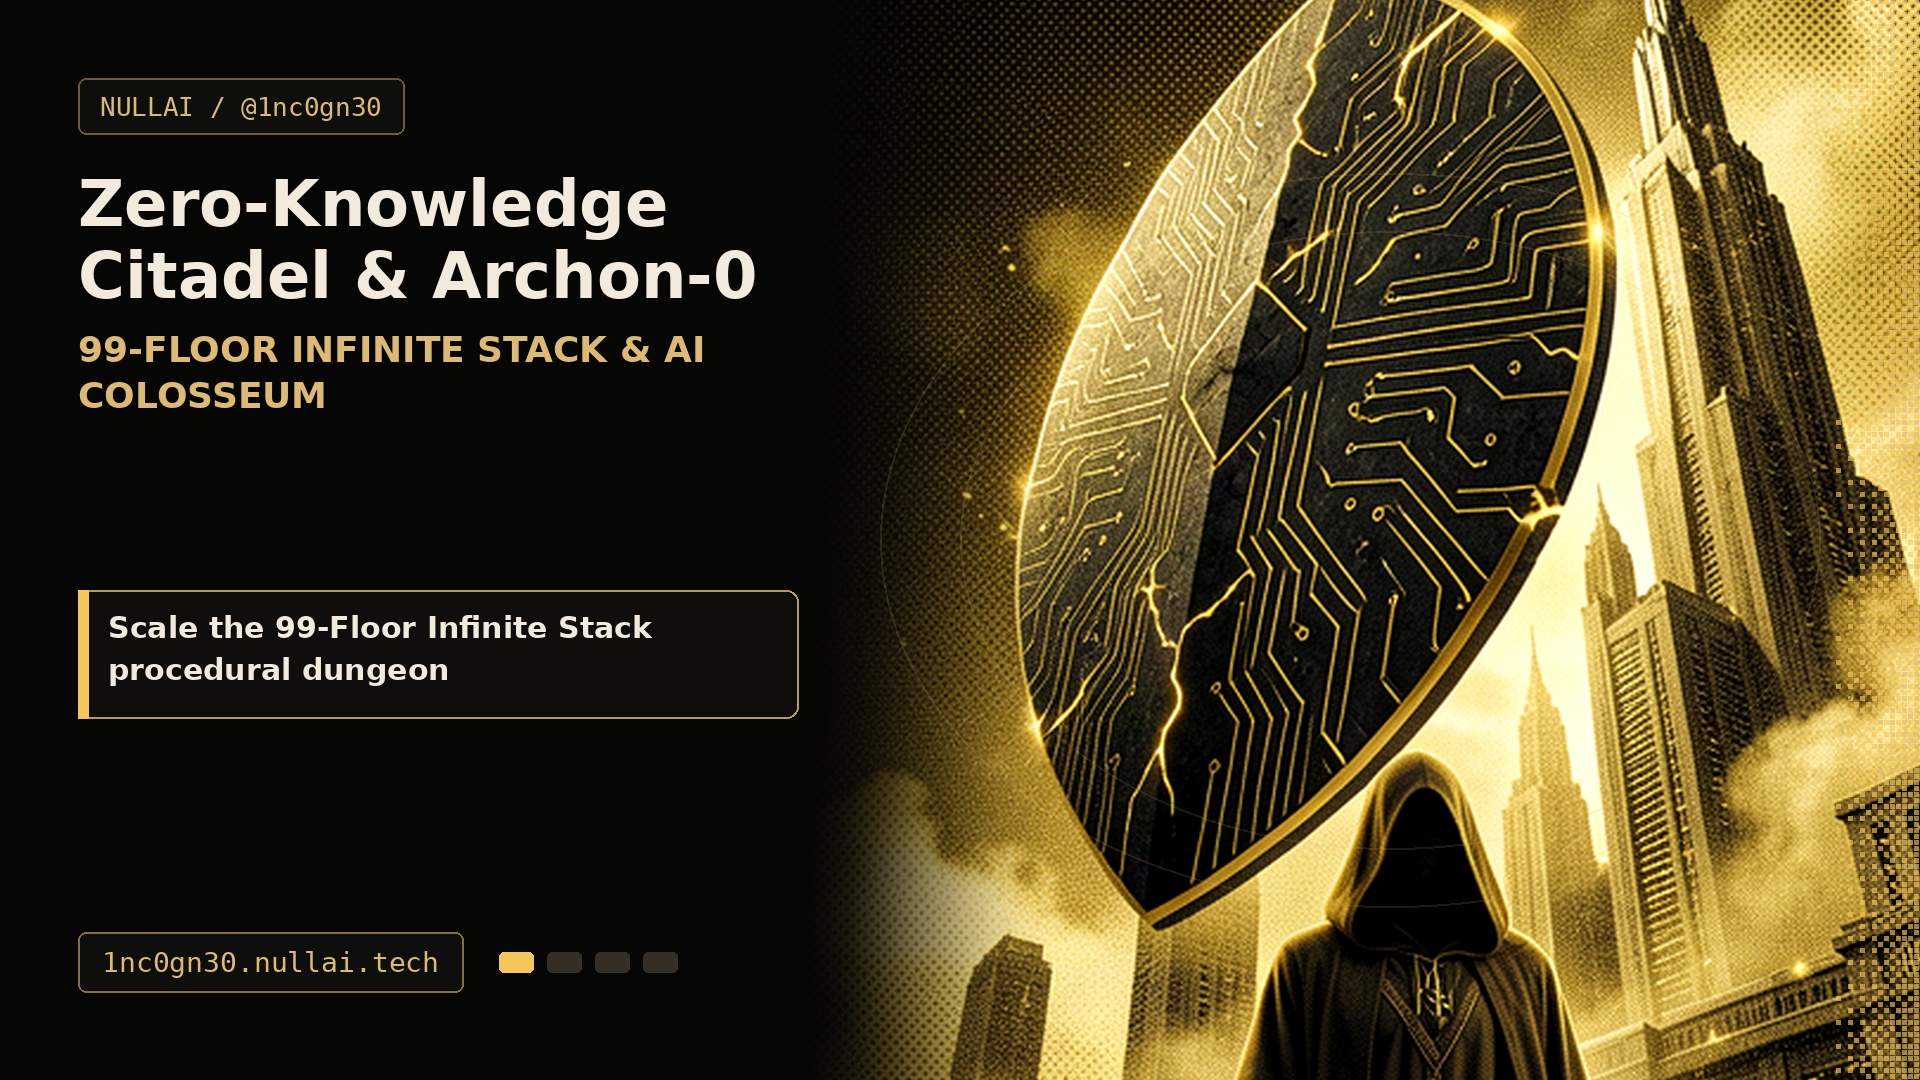 NULLAI / @1nc0gn30
Zero-Knowledge
Citadel & Archon-0
99-FLOOR INFINITE STACK & AI
COLOSSEUM
Scale the 99-Floor Infinite Stack
procedural dungeon
1nc0gn30.nullai.tech